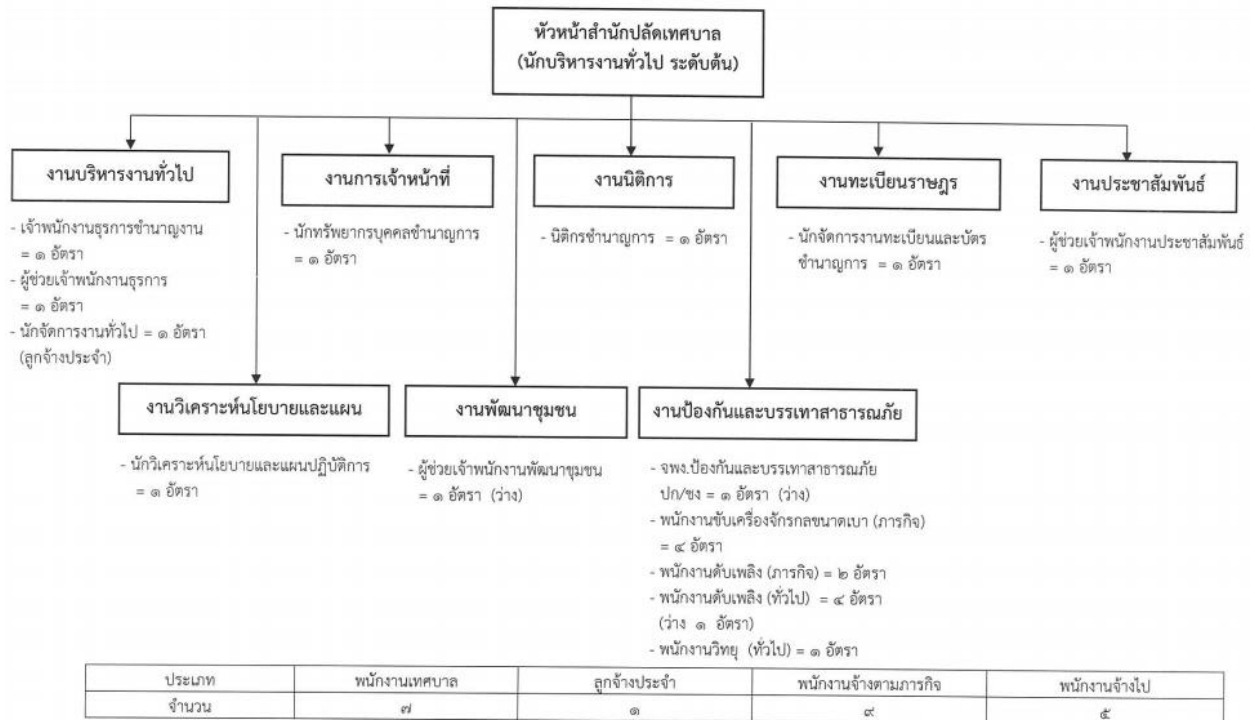 หัวหน้าสำนักปลัดเทศบาล
(นักบริหารงานทั่วไป ระดับต้น)
งานบริหารงานทั่วไป
- เจ้าพนักงานธุรการชำนาญงาน
= ๑ อัตรา
- ผู้ช่วยเจ้าพนักงานธุรการ
= ๑ อัตรา
- นักจัดการงานทั่วไป = ๑ อัตรา
(ลูกจ้างประจำ)
งานการเจ้าหน้าที่
- นักทรัพยากรบุคคลชำนาญการ
= ๑ อัตรา
งานนิติการ
- นิติกรชำนาญการ = ๑ อัตรา
งานทะเบียนราษฎร
- นักจัดการงานทะเบียนและบัตร
ชำนาญการ = ๑ อัตรา
งานประชาสัมพันธ์
- ผู้ช่วยเจ้าพนักงานประชาสัมพันธ์
= ๑ อัตรา
งานวิเคราะห์นโยบายและแผน
- นักวิเคราะห์นโยบายและแผนปฏิบัติการ
= ๑ อัตรา
งานพัฒนาชุมชน
- ผู้ช่วยเจ้าพนักงานพัฒนาชุมชน
= ๑ อัตรา (ว่าง)
งานป้องกันและบรรเทาสาธารณภัย
- จพง.ป้องกันและบรรเทาสาธารณภัย
ปก/ชง = ๑ อัตรา (ว่าง)
- พนักงานขับเครื่องจักรกลขนาดเบา (ภารกิจ)
= ๔ อัตรา
- พนักงานดับเพลิง (ภารกิจ) = ๒ อัตรา
- พนักงานดับเพลิง (ทั่วไป) = ๔ อัตรา
(ว่าง ๑ อัตรา)
- พนักงานวิทยุ (ทั่วไป) = ๑ อัตรา
ประเภท พนักงานเทศบาล ลูกจ้างประจำ พนักงานจ้างตามภารกิจ พนักงานจ้างไป
จำนวน ๗ ๑ ๙ ๕